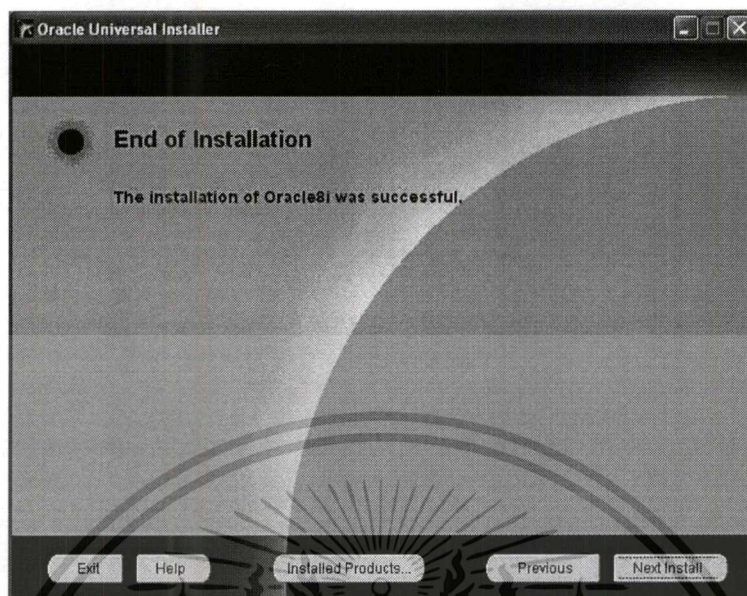 Oracle Universal Installer
End of Installation
The installation of Oracle8i was successful.
Exit
Help
Installed Products...
Previous
Next Install